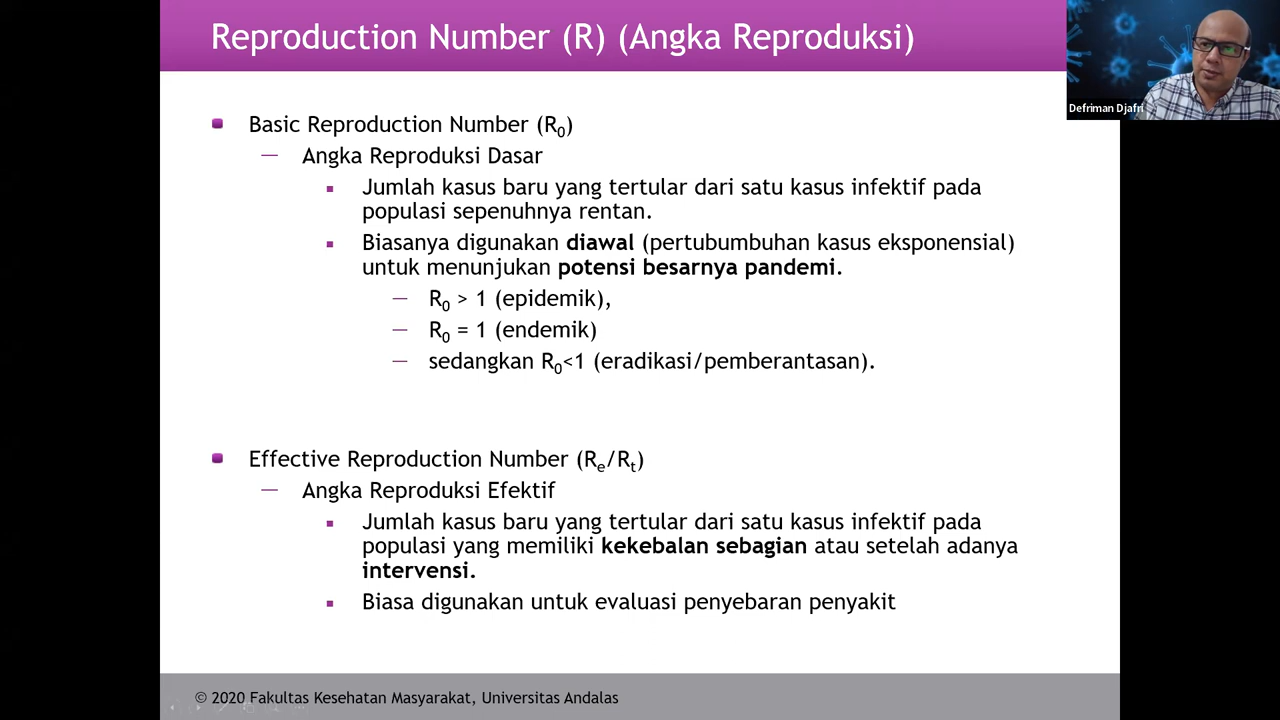 Reproduction Number (R) (Angka Reproduksi)
Defriman Djafri
Basic Reproduction Number (R0)
— Angka Reproduksi Dasar
Jumlah kasus baru yang tertular dari satu kasus infektif pada
populasi sepenuhnya rentan.
Biasanya digunakan diawal (pertubumbuhan kasus eksponensial)
untuk menunjukan potensi besarnya pandemi.
— R0 > 1 (epidemik),
— R0 = 1 (endemik)
— sedangkan R0<1 (eradikasi/pemberantasan).
Effective Reproduction Number (Re/Rt)
— Angka Reproduksi Efektif
Jumlah kasus baru yang tertular dari satu kasus infektif pada
populasi yang memiliki kekebalan sebagian atau setelah adanya
intervensi.
Biasa digunakan untuk evaluasi penyebaran penyakit
© 2020 Fakultas Kesehatan Masyarakat, Universitas Andalas